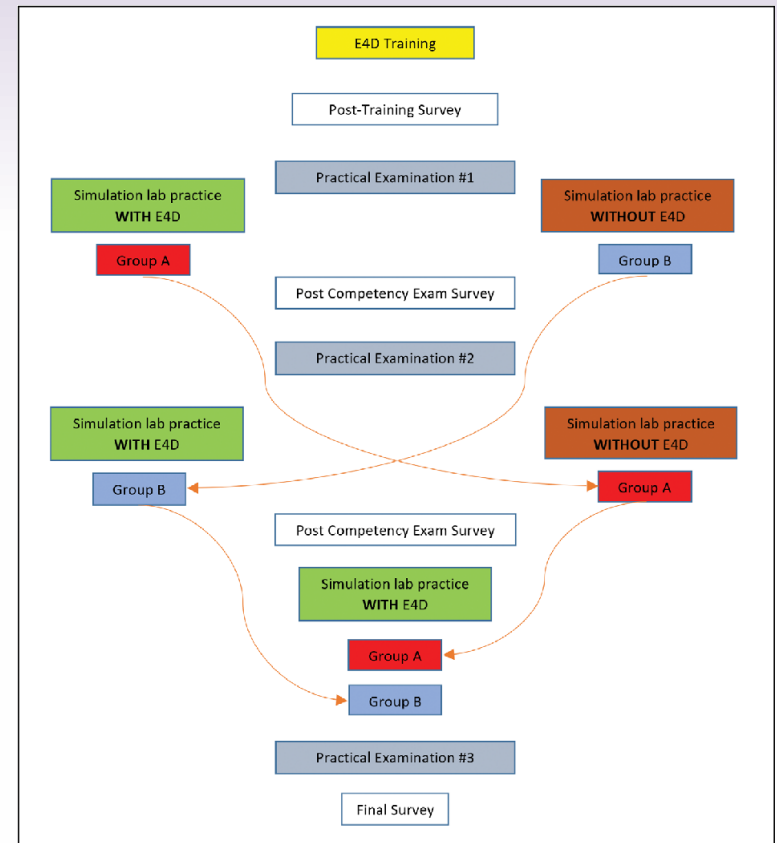 E4D Training
Post-Training Survey
Practical Examination #1
Simulation lab practice
WITH E4D
Simulation lab practice
WITHOUT E4D
Group A
Group B
Post Competency Exam Survey
Practical Examination #2
Simulation lab practice
WITH E4D
Simulation lab practice
WITHOUT E4D
Group B
Group A
Post Competency Exam Survey
Simulation lab practice
WITH E4D
Group A
Group B
Practical Examination #3
Final Survey